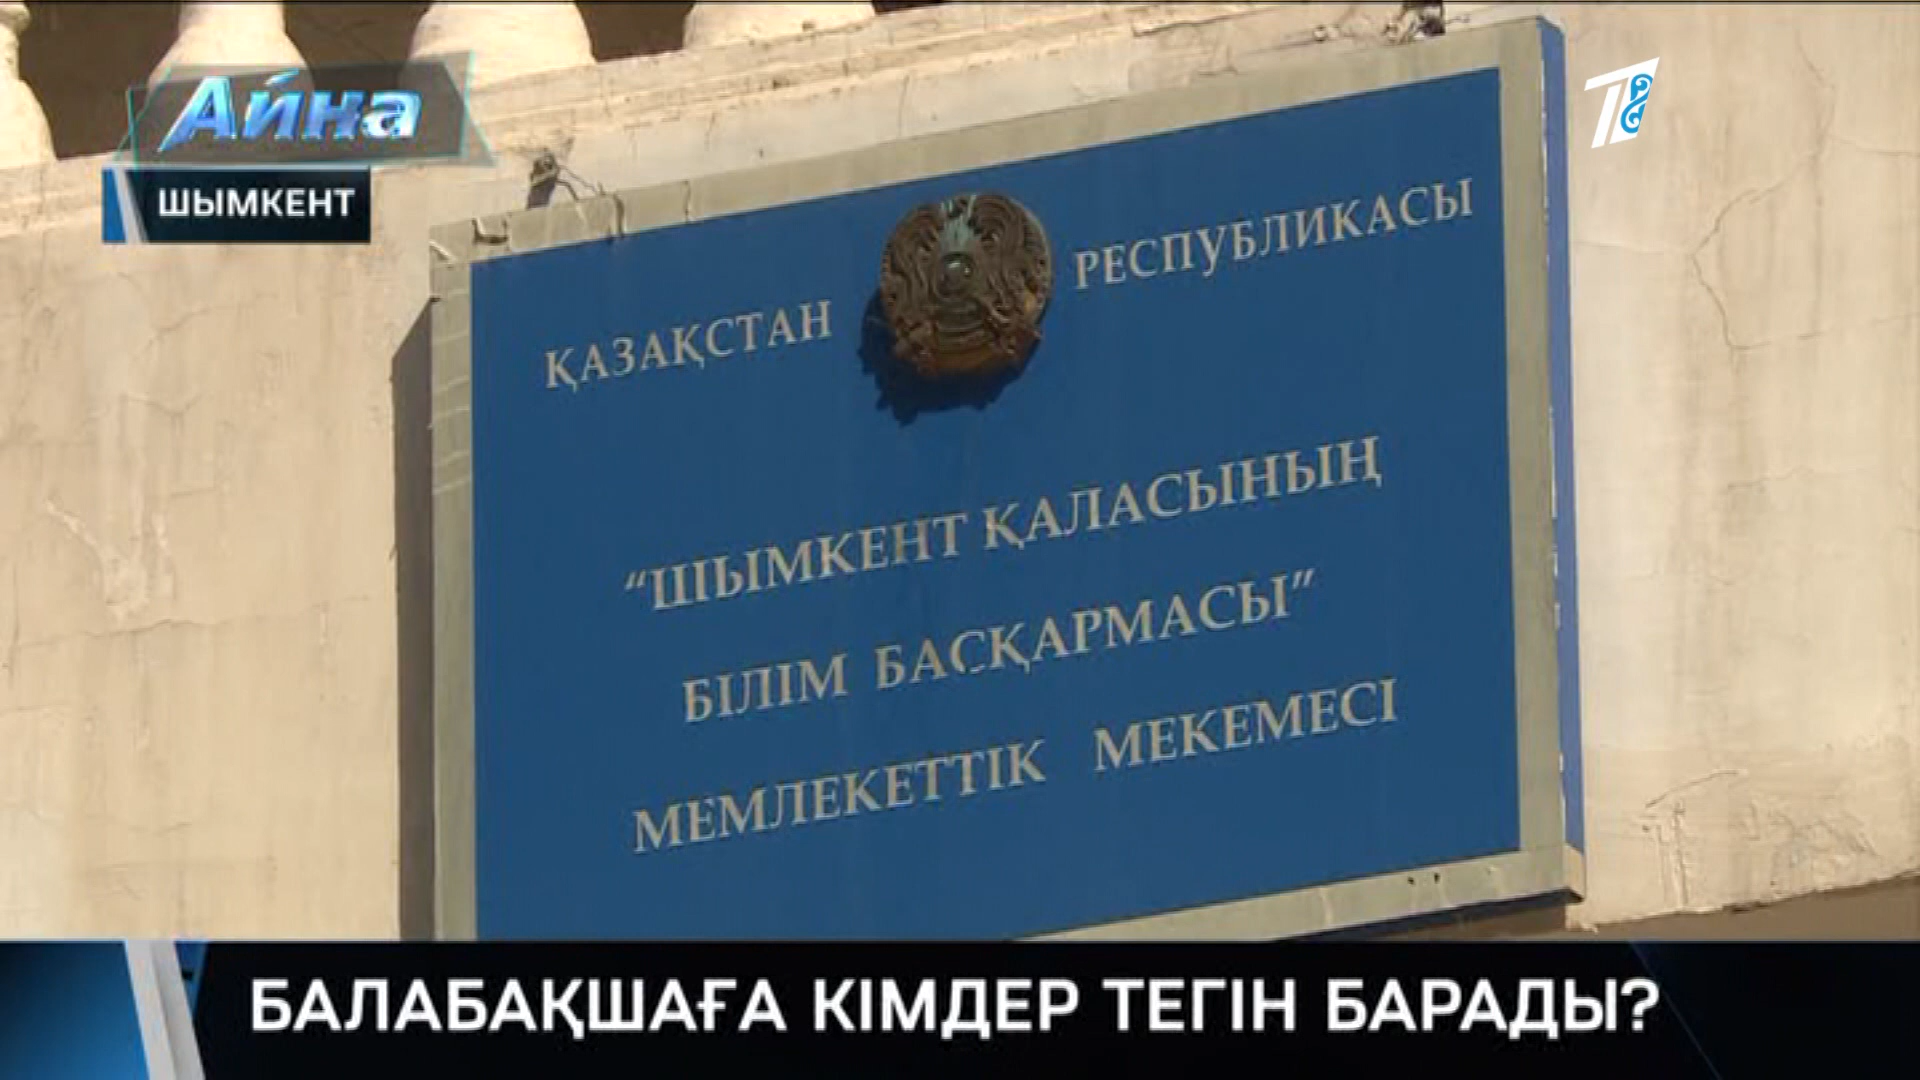 Айна
ШЫМКЕНТ
ҚАЗАҚСТАН РЕСПУБЛИКАСЫ
“ШЫМКЕНТ ҚАЛАСЫНЫҢ
БІЛІМ БАСҚАРМАСЫ”
МЕМЛЕКЕТТІК МЕКЕМЕСІ
БАЛАБАҚШАҒА КІМДЕР ТЕГІН БАРАДЫ?